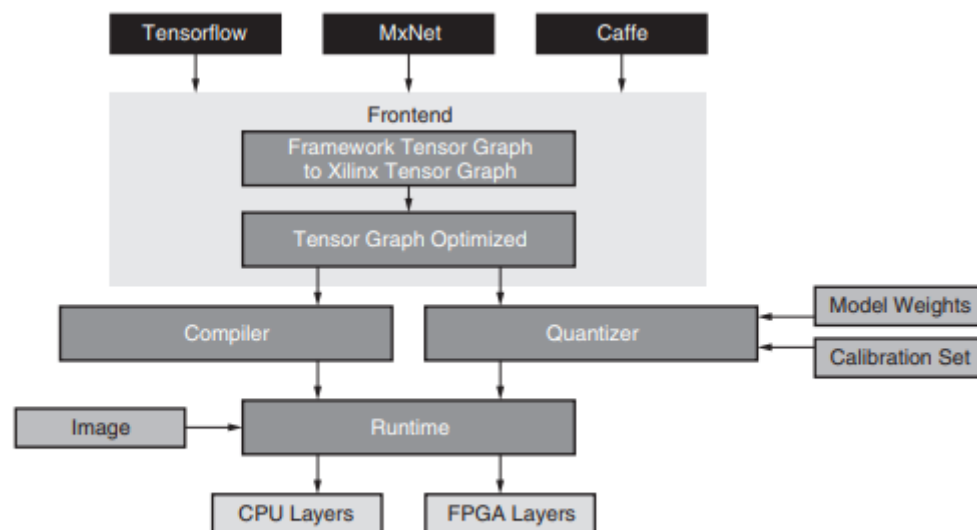 Tensorflow
MxNet
Caffe
Frontend
Framework Tensor Graph
to Xilinx Tensor Graph
Tensor Graph Optimized
Compiler
Quantizer
Model Weights
Calibration Set
Image
Runtime
CPU Layers
FPGA Layers